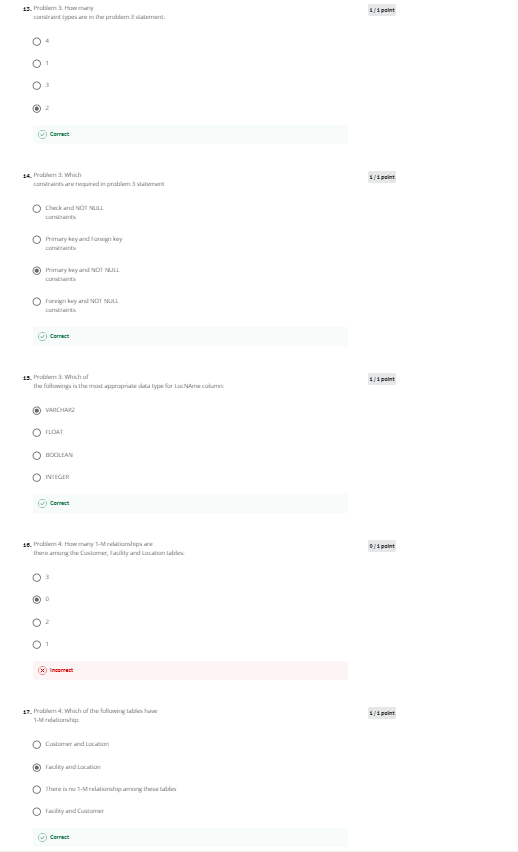 13. Problem 3: How many
constraint types are in the problem 3 statement:
1 / 1 point
4
1
3
2
Correct
14. Problem 3: Which
constraints are required in problem 3 statement
1 / 1 point
Check and NOT NULL
constraints
Primary key and Foreign key
constraints
Primary key and NOT NULL
constraints
Foreign key and NOT NULL
constraints
Correct
15. Problem 3: Which of
the followings is the most appropriate data type for LocNAme column:
1 / 1 point
VARCHAR2
FLOAT
BOOLEAN
INTEGER
Correct
16. Problem 4: How many 1-M relationships are
there among the Customer, Facility and Location tables:
0 / 1 point
3
0
2
1
Incorrect
17. Problem 4: Which of the following tables have
1-M relationship:
1 / 1 point
Customer and Location
Facility and Location
There is no 1-M relationship among these tables
Facility and Customer
Correct